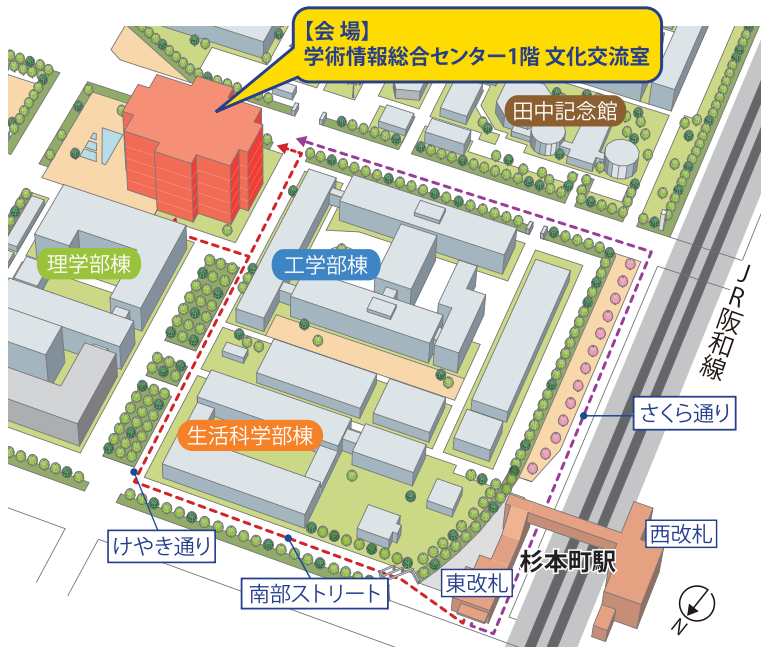 【会 場】
学術情報総合センター1階 文化交流室
田中記念館
理学部棟
工学部棟
JR阪和線
さくら通り
生活科学部棟
けやき通り
南部ストリート
東改札
杉本町駅
西改札
N